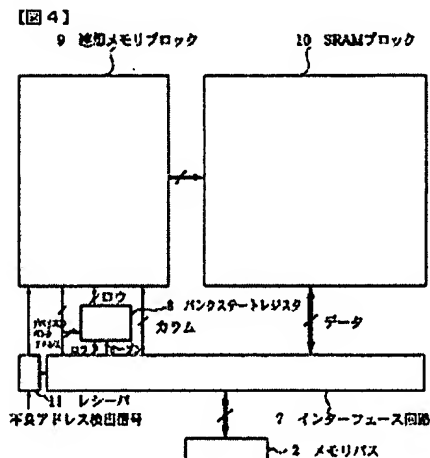 【図4】
9 連想メモリブロック
10 SRAMブロック
ロウ
8 バンクステートレジスタ
カラム
データ
11 レシーバ
不良アドレス検出信号
7 インターフェース回路
2 メモリバス